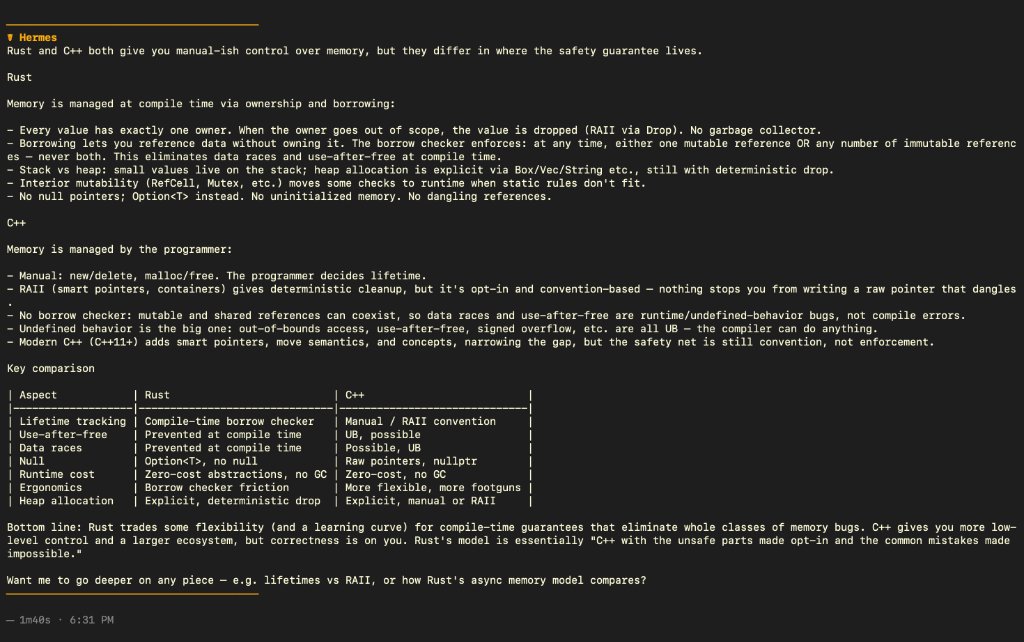 Hermes
Rust and C++ both give you manual-ish control over memory, but they differ in where the safety guarantee lives.
Rust
Memory is managed at compile time via ownership and borrowing:
– Every value has exactly one owner. When the owner goes out of scope, the value is dropped (RAII via Drop). No garbage collector.
– Borrowing lets you reference data without owning it. The borrow checker enforces: at any time, either one mutable reference OR any number of immutable referenc
es — never both. This eliminates data races and use-after-free at compile time.
– Stack vs heap: small values live on the stack; heap allocation is explicit via Box/Vec/String etc., still with deterministic drop.
– Interior mutability (RefCell, Mutex, etc.) moves some checks to runtime when static rules don't fit.
– No null pointers; Option<T> instead. No uninitialized memory. No dangling references.
C++
Memory is managed by the programmer:
– Manual: new/delete, malloc/free. The programmer decides lifetime.
– RAII (smart pointers, containers) gives deterministic cleanup, but it's opt-in and convention-based — nothing stops you from writing a raw pointer that dangles
.
– No borrow checker: mutable and shared references can coexist, so data races and use-after-free are runtime/undefined-behavior bugs, not compile errors.
– Undefined behavior is the big one: out-of-bounds access, use-after-free, signed overflow, etc. are all UB — the compiler can do anything.
– Modern C++ (C++11+) adds smart pointers, move semantics, and concepts, narrowing the gap, but the safety net is still convention, not enforcement.
Key comparison
| Aspect | Rust | C++ |
| Lifetime tracking | Compile-time borrow checker | Manual / RAII convention |
| Use-after-free | Prevented at compile time | UB, possible |
| Data races | Prevented at compile time | Possible, UB |
| Null | Option<T>, no null | Raw pointers, nullptr |
| Runtime cost | Zero-cost abstractions, no GC | Zero-cost, no GC |
| Ergonomics | Borrow checker friction | More flexible, more footguns |
| Heap allocation | Explicit, deterministic drop | Explicit, manual or RAII |
Bottom line: Rust trades some flexibility (and a learning curve) for compile-time guarantees that eliminate whole classes of memory bugs. C++ gives you more low-
level control and a larger ecosystem, but correctness is on you. Rust's model is essentially "C++ with the unsafe parts made opt-in and the common mistakes made
impossible."
Want me to go deeper on any piece — e.g. lifetimes vs RAII, or how Rust's async memory model compares?
— 1m40s · 6:31 PM